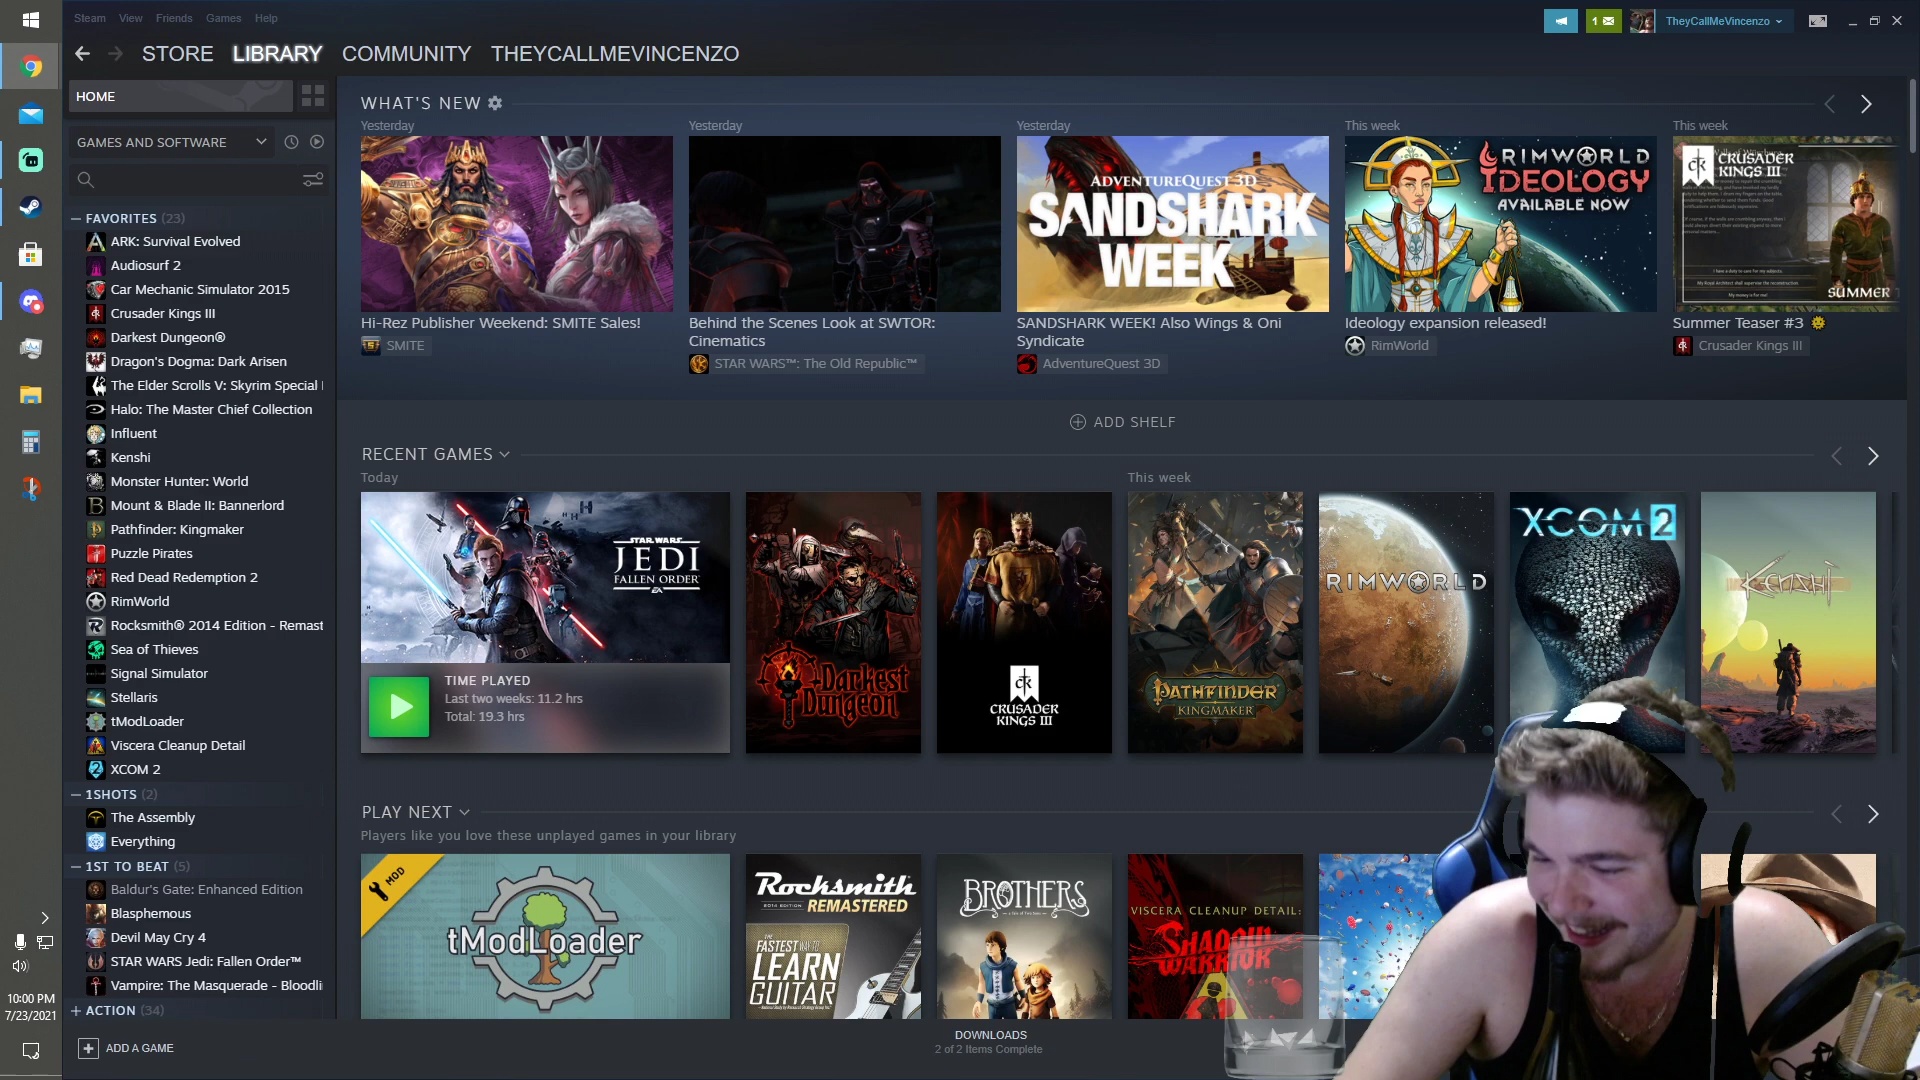 Steam View Friends Games Help
1
TheyCallMeVincenzo
STORE LIBRARY COMMUNITY THEYCALLMEVINCENZO
HOME
GAMES AND SOFTWARE
FAVORITES (23)
ARK: Survival Evolved
Audiosurf 2
Car Mechanic Simulator 2015
Crusader Kings III
Darkest Dungeon®
Dragon's Dogma: Dark Arisen
The Elder Scrolls V: Skyrim Special
Halo: The Master Chief Collection
Influent
Kenshi
Monster Hunter: World
Mount & Blade II: Bannerlord
Pathfinder: Kingmaker
Puzzle Pirates
Red Dead Redemption 2
RimWorld
Rocksmith® 2014 Edition - Remast
Sea of Thieves
Signal Simulator
Stellaris
tModLoader
Viscera Cleanup Detail
XCOM 2
1SHOTS (2)
The Assembly
Everything
1ST TO BEAT (5)
Baldur's Gate: Enhanced Edition
Blasphemous
Devil May Cry 4
STAR WARS Jedi: Fallen Order™
Vampire: The Masquerade - Bloodli
ACTION (34)
ADD A GAME
10:00 PM
7/23/2021
WHAT'S NEW
Yesterday
Hi-Rez Publisher Weekend: SMITE Sales!
SMITE
Yesterday
Behind the Scenes Look at SWTOR:
Cinematics
STAR WARS™: The Old Republic™
Yesterday
ADVENTUREQUEST 3D
SANDSHARK
WEEK
SANDSHARK WEEK! Also Wings & Oni
Syndicate
AdventureQuest 3D
This week
RIMWORLD
IDEOLOGY
AVAILABLE NOW
Ideology expansion released!
RimWorld
This week
CRUSADER
KINGS III
SUMMER
Summer Teaser #3
Crusader Kings III
ADD SHELF
RECENT GAMES
Today
STAR WARS
JEDI
FALLEN ORDER
EA
TIME PLAYED
Last two weeks: 11.2 hrs
Total: 19.3 hrs
Darkest
Dungeon
CRUSADER
KINGS III
This week
PATHFINDER
KINGMAKER
RIMWORLD
XCOM 2
KENSHI
PLAY NEXT
Players like you love these unplayed games in your library
MOD
tModLoader
Rocksmith
2014 EDITION REMASTERED
THE
FASTEST WAY TO
LEARN
GUITAR
BROTHERS
VISCERA CLEANUP DETAIL:
SHADOW
WARRIOR
DOWNLOADS
2 of 2 Items Complete